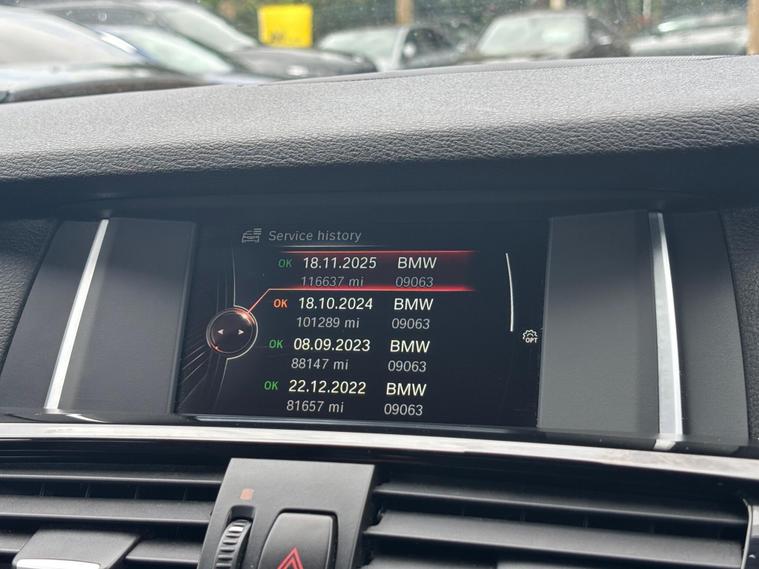 Service history
OK 18.11.2025 BMW
116637 mi 09063
OK 18.10.2024 BMW
101289 mi 09063
OK 08.09.2023 BMW
88147 mi 09063
OK 22.12.2022 BMW
81657 mi 09063
OPT